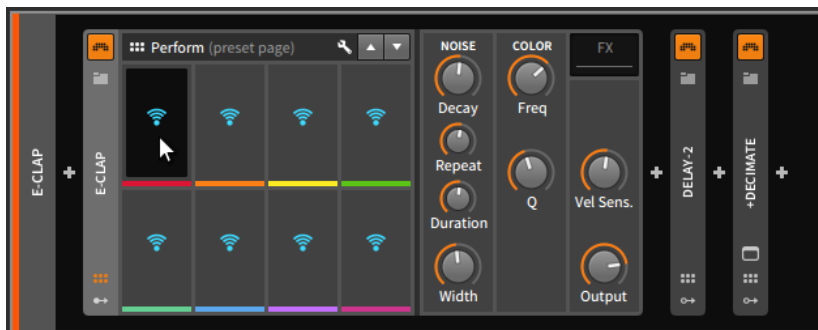 E-CLAP
E-CLAP
Perform (preset page)
NOISE
Decay
Repeat
Duration
Width
COLOR
Freq
Q
FX
Vel Sens.
Output
DELAY-2
+DECIMATE